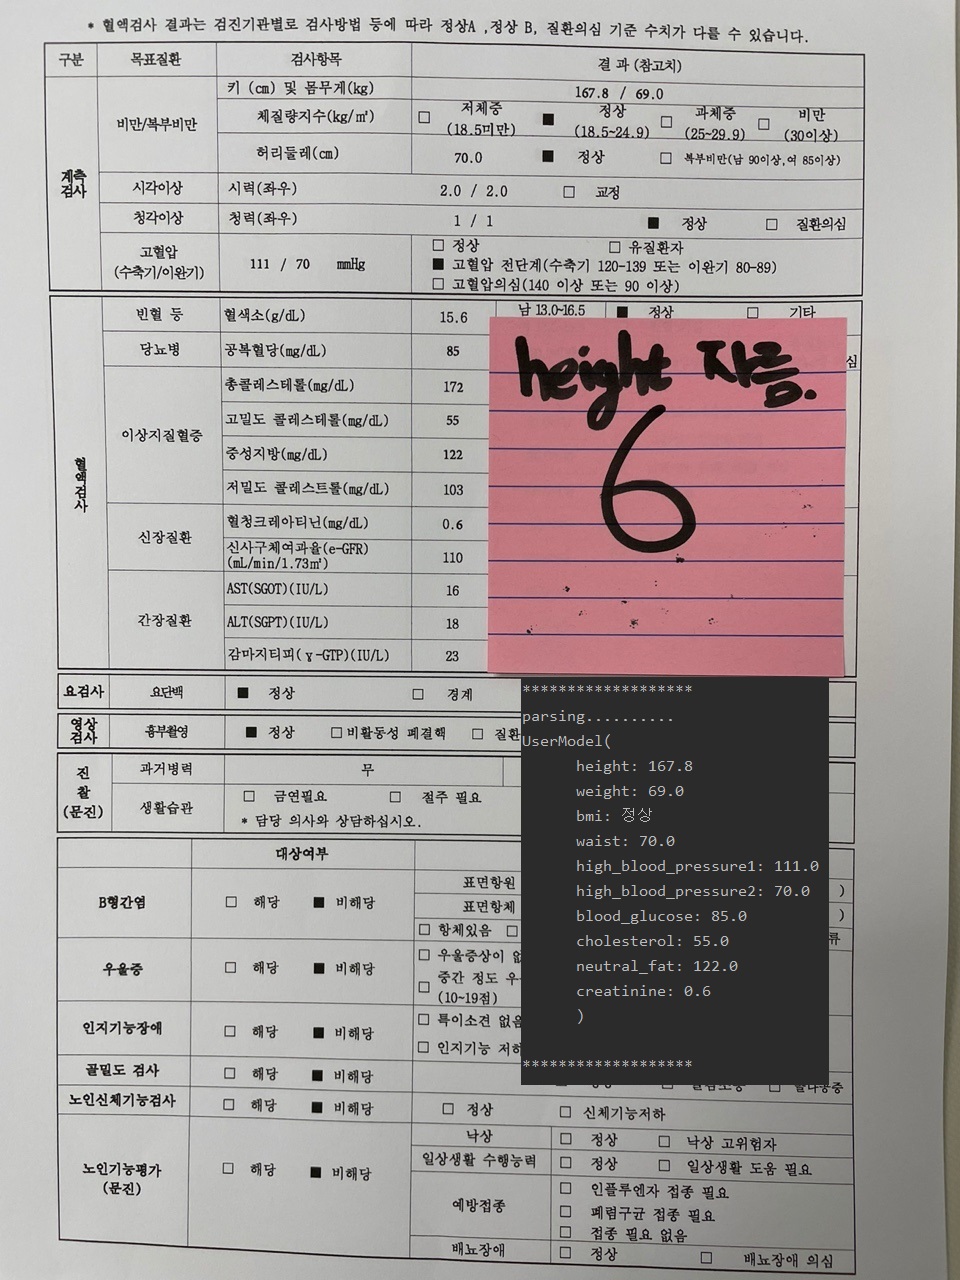 * 혈액검사 결과는 검진기관별로 검사방법 등에 따라 정상A ,정상 B, 질환의심 기준 수치가 다를 수 있습니다.
구분 목표질환 검사항목 결 과 (참고치)
계측
검사
비만/복부비만
키 (cm) 및 몸무게(kg) 167.8 / 69.0
체질량지수(kg/㎡) □ 저체중 (18.5미만) ■ 정상 (18.5~24.9) □ 과체중 (25~29.9) □ 비만 (30이상)
허리둘레(cm) 70.0 ■ 정상 □ 복부비만(남 90이상,여 85이상)
시각이상 시력(좌우) 2.0 / 2.0 □ 교정
청각이상 청력(좌우) 1 / 1 ■ 정상 □ 질환의심
고혈압
(수축기/이완기)
111 / 70 mmHg
□ 정상 □ 유질환자
■ 고혈압 전단계(수축기 120-139 또는 이완기 80-89)
□ 고혈압의심(140 이상 또는 90 이상)
혈액검사
빈혈 등 혈색소(g/dL) 15.6 남 13.0~16.5 ■ 정상 □ 기타
당뇨병 공복혈당(mg/dL) 85 심
이상지질혈증
총콜레스테롤(mg/dL) 172
고밀도 콜레스테롤(mg/dL) 55
중성지방(mg/dL) 122
저밀도 콜레스트롤(mg/dL) 103
신장질환
혈청크레아티닌(mg/dL) 0.6
신사구체여과율(e-GFR)
(mL/min/1.73㎡) 110
간장질환
AST(SGOT)(IU/L) 16
ALT(SGPT)(IU/L) 18
감마지티피(γ-GTP)(IU/L) 23
height 자름.
6
요검사 요단백 ■ 정상 □ 경계
영상
검사
흉부촬영 ■ 정상 □비활동성 폐결핵 □ 질환
진
찰
(문진)
과거병력 무
생활습관 □ 금연필요 □ 절주 필요
* 담당 의사와 상담하십시오.
*******************
parsing..........
UserModel(
height: 167.8
weight: 69.0
bmi: 정상
waist: 70.0
high_blood_pressure1: 111.0
high_blood_pressure2: 70.0
blood_glucose: 85.0
cholesterol: 55.0
neutral_fat: 122.0
creatinine: 0.6
)
*******************
대상여부
B형간염 □ 해당 ■ 비해당
표면항원 )
표면항체 )
□ 항체있음 □ 류
우울증 □ 해당 ■ 비해당
□ 우울증상이 없
□ 중간 정도 우
(10~19점)
인지기능장애 □ 해당 ■ 비해당
□ 특이소견 없음
□ 인지기능 저하
골밀도 검사 □ 해당 ■ 비해당
노인신체기능검사 □ 해당 ■ 비해당 □ 정상 □ 신체기능저하
노인기능평가
(문진)
□ 해당 ■ 비해당
낙상 □ 정상 □ 낙상 고위험자
일상생활 수행능력 □ 정상 □ 일상생활 도움 필요
예방접종
□ 인플루엔자 접종 필요
□ 폐렴구균 접종 필요
□ 접종 필요 없음
배뇨장애 □ 정상 □ 배뇨장애 의심